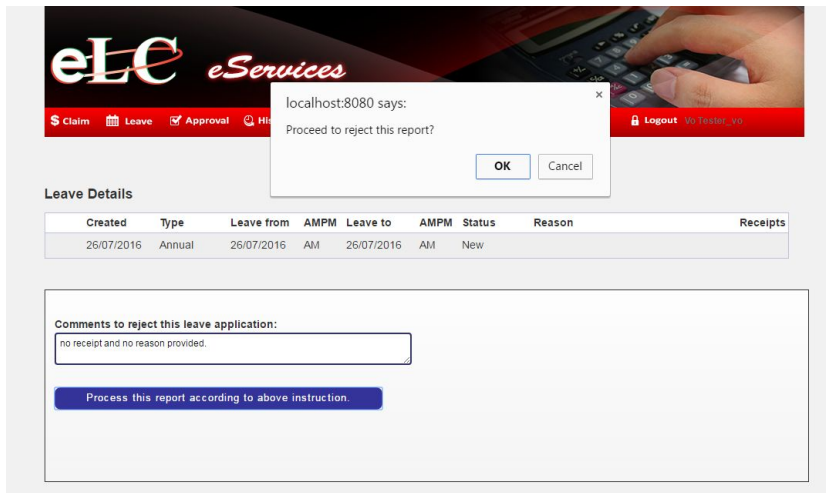 eLC eServices
localhost:8080 says:
Proceed to reject this report?
OK Cancel
$ Claim Leave Approval Logout Vo Tester_vo
Leave Details
Created Type Leave from AMPM Leave to AMPM Status Reason Receipts
26/07/2016 Annual 26/07/2016 AM 26/07/2016 AM New
Comments to reject this leave application:
no receipt and no reason provided.
Process this report according to above instruction.